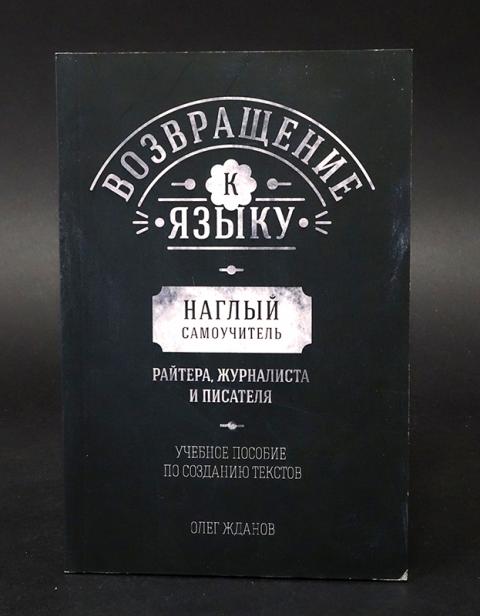 ВОЗВРАЩЕНИЕ
К
ЯЗЫКУ
НАГЛЫЙ
САМОУЧИТЕЛЬ
РАЙТЕРА, ЖУРНАЛИСТА
И ПИСАТЕЛЯ
УЧЕБНОЕ ПОСОБИЕ
ПО СОЗДАНИЮ ТЕКСТОВ
ОЛЕГ ЖДАНОВ